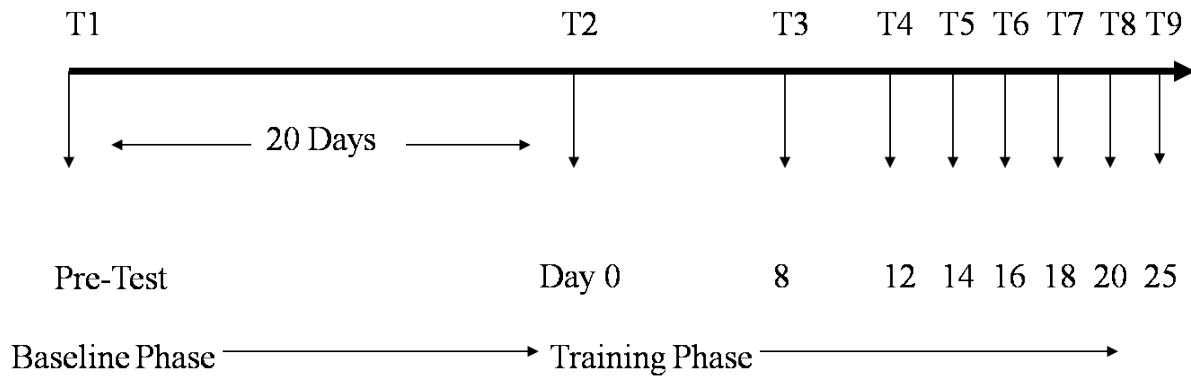 T1 T2 T3 T4 T5 T6 T7 T8 T9
20 Days
Pre-Test Day 0 8 12 14 16 18 20 25
Baseline Phase Training Phase